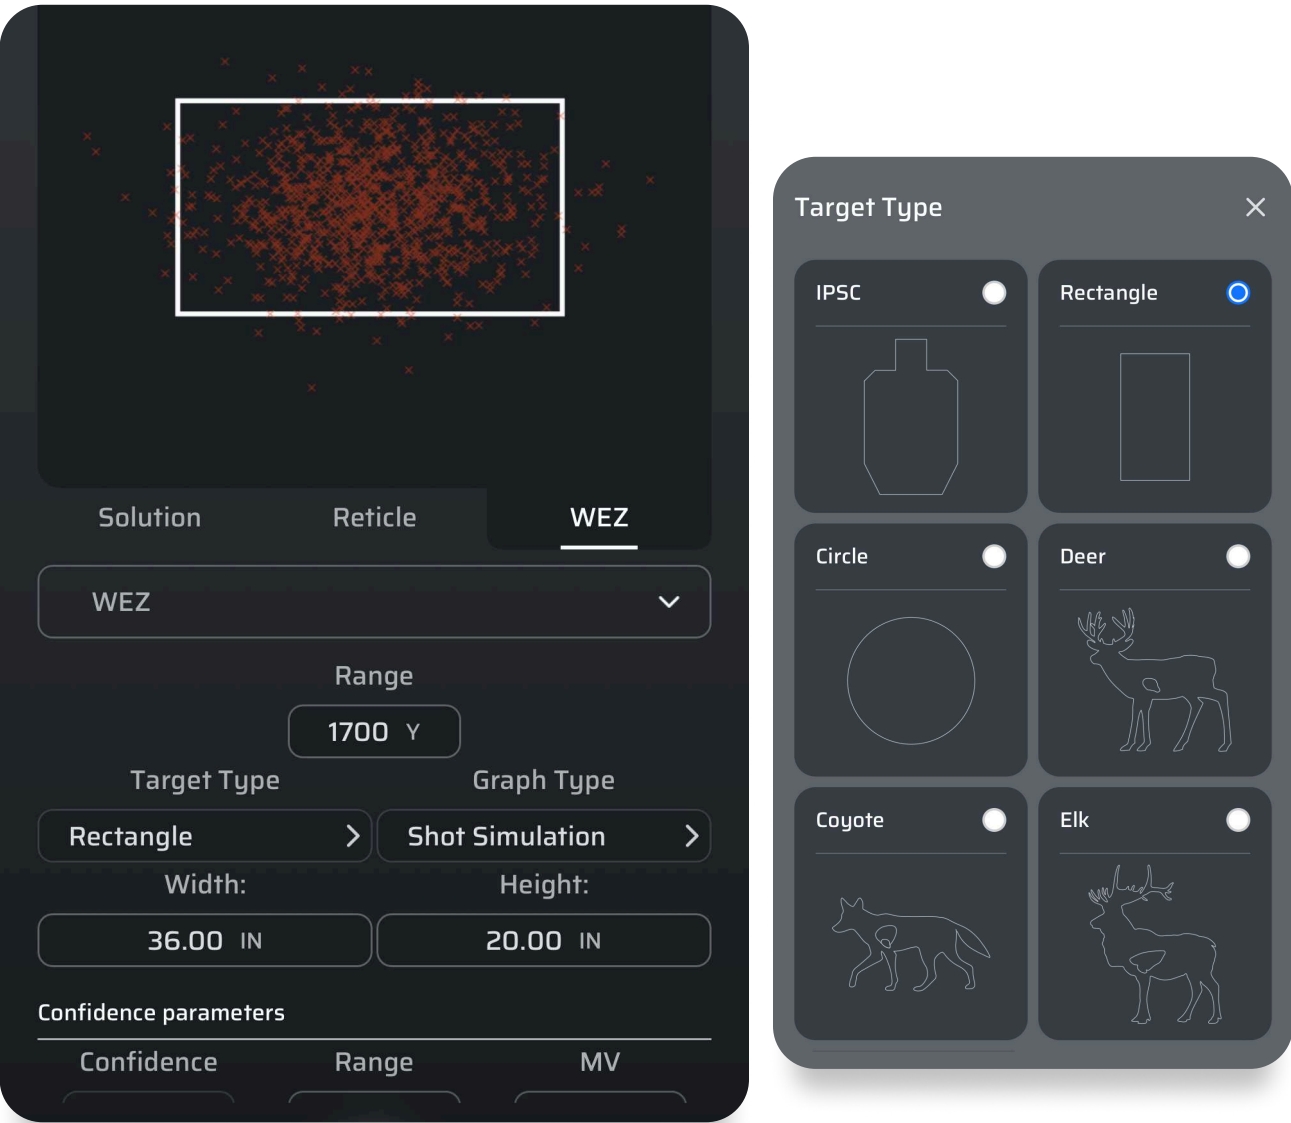 Solution Reticle WEZ
WEZ
Range
1700 Y
Target Type Graph Type
Rectangle Shot Simulation
Width: Height:
36.00 IN 20.00 IN
Confidence parameters
Confidence Range MV
Target Type
IPSC Rectangle
Circle Deer
Coyote Elk